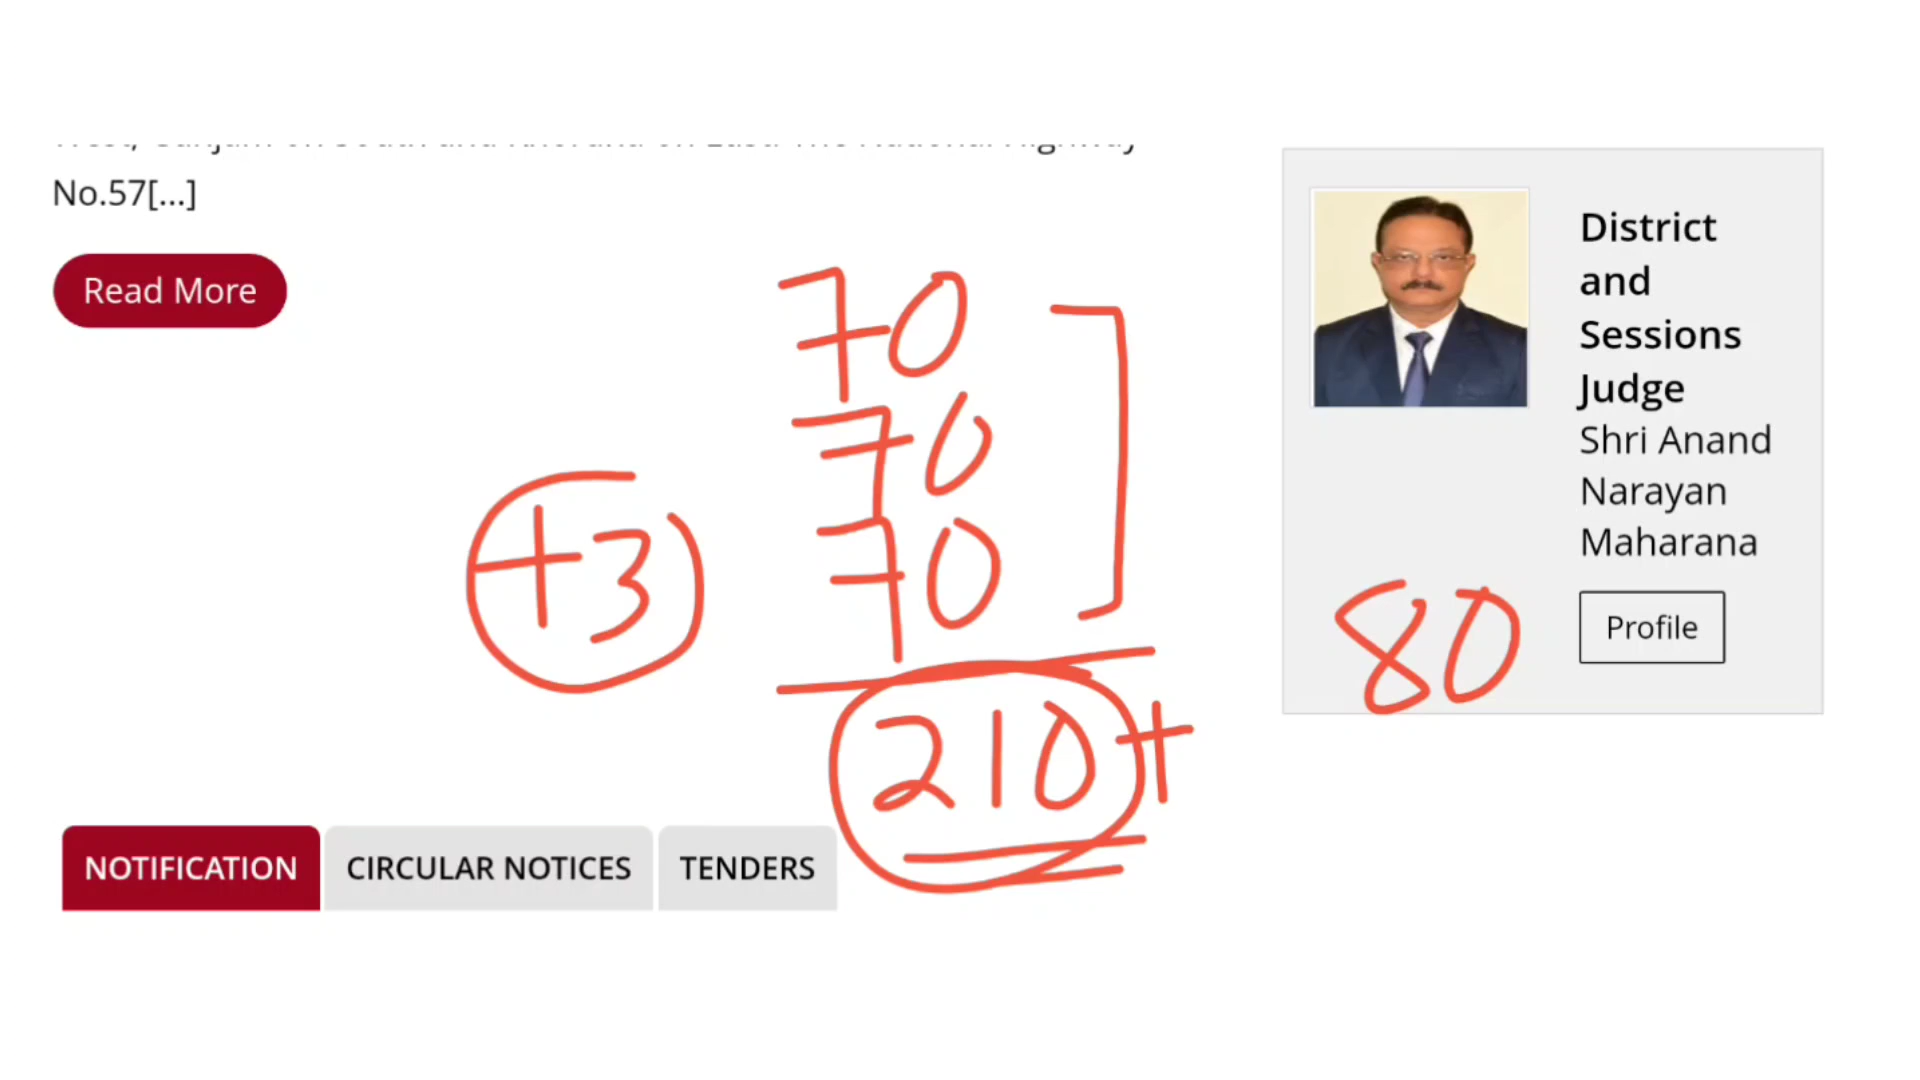 No.57[...]
Read More
70
70
70
+3
210+
District
and
Sessions
Judge
Shri Anand
Narayan
Maharana
80
Profile
NOTIFICATION
CIRCULAR NOTICES
TENDERS